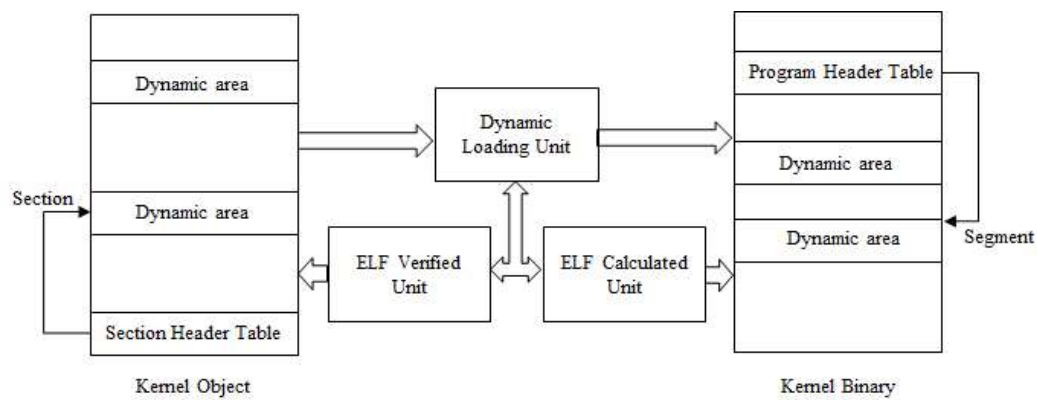 Dynamic area
Section
Dynamic area
Section Header Table
Kernel Object
Dynamic
Loading Unit
ELF Verified
Unit
ELF Calculated
Unit
Program Header Table
Dynamic area
Dynamic area
Segment
Kernel Binary